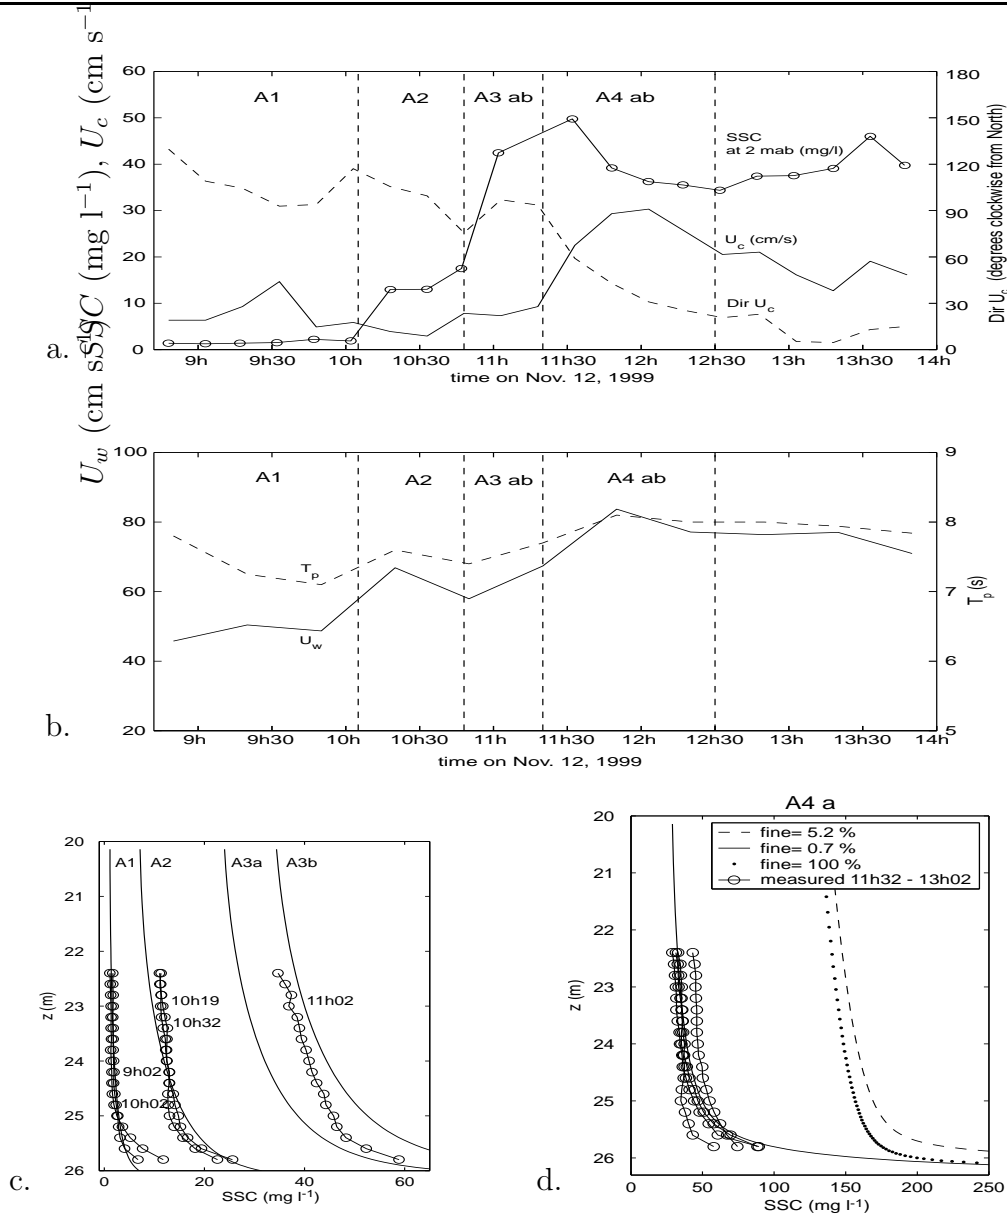 SSC (mg l⁻¹), U_c (cm s⁻¹
60
50
40
30
20
10
0
A1
A2
A3 ab
A4 ab
SSC
at 2 mab (mg/l)
U_c (cm/s)
Dir U_c
180
150
120
90
60
30
0
Dir U_c (degrees clockwise from North)
a.
9h 9h30 10h 10h30 11h 11h30 12h 12h30 13h 13h30 14h
time on Nov. 12, 1999
U_w (cm s⁻¹)
100
80
60
40
20
A1
A2
A3 ab
A4 ab
T_p
U_w
9
8
7
6
5
T_p (s)
b.
9h 9h30 10h 10h30 11h 11h30 12h 12h30 13h 13h30 14h
time on Nov. 12, 1999
20
21
22
23
24
25
26
z (m)
A1
A2
A3a
A3b
10h19
10h32
11h02
9h02
10h02
0 20 40 60
c.
SSC (mg l⁻¹)
A4 a
20
21
22
23
24
25
26
z (m)
fine= 5.2 %
fine= 0.7 %
fine= 100 %
measured 11h32 - 13h02
0 50 100 150 200 250
d.
SSC (mg l⁻¹)